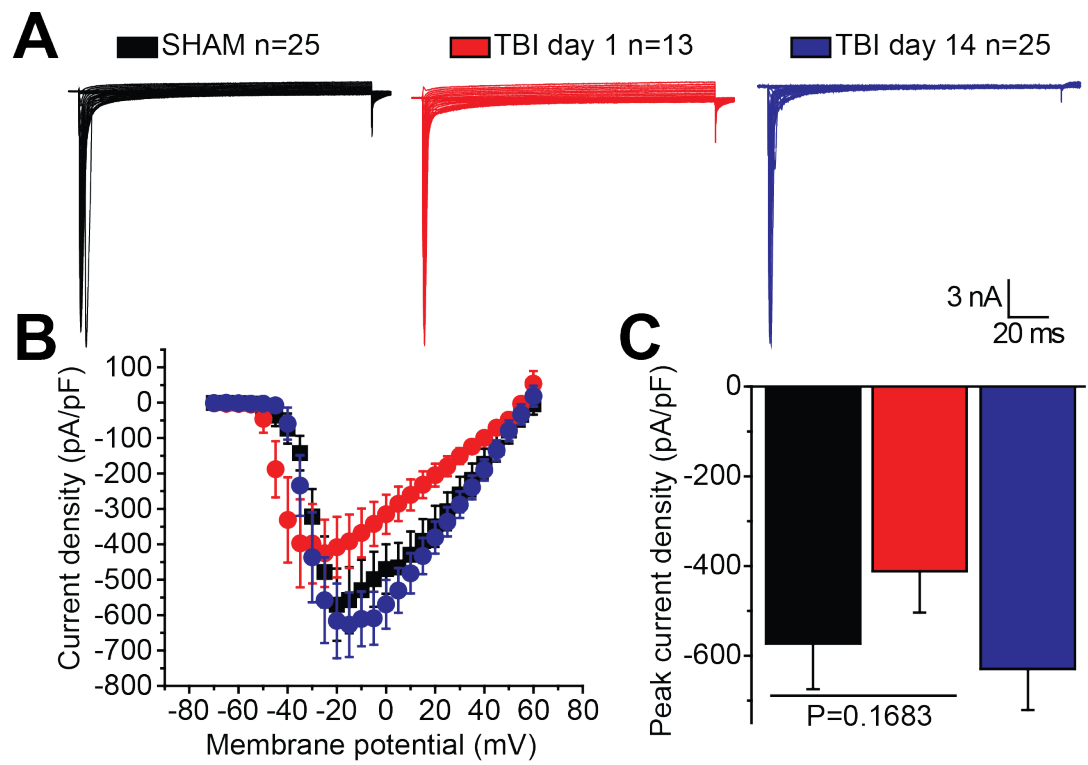 A
SHAM n=25
TBI day 1 n=13
TBI day 14 n=25
3 nA
20 ms
B
Current density (pA/pF)
100
0
-100
-200
-300
-400
-500
-600
-700
-800
-80 -60 -40 -20 0 20 40 60 80
Membrane potential (mV)
C
Peak current density (pA/pF)
0
-200
-400
-600
P=0.1683